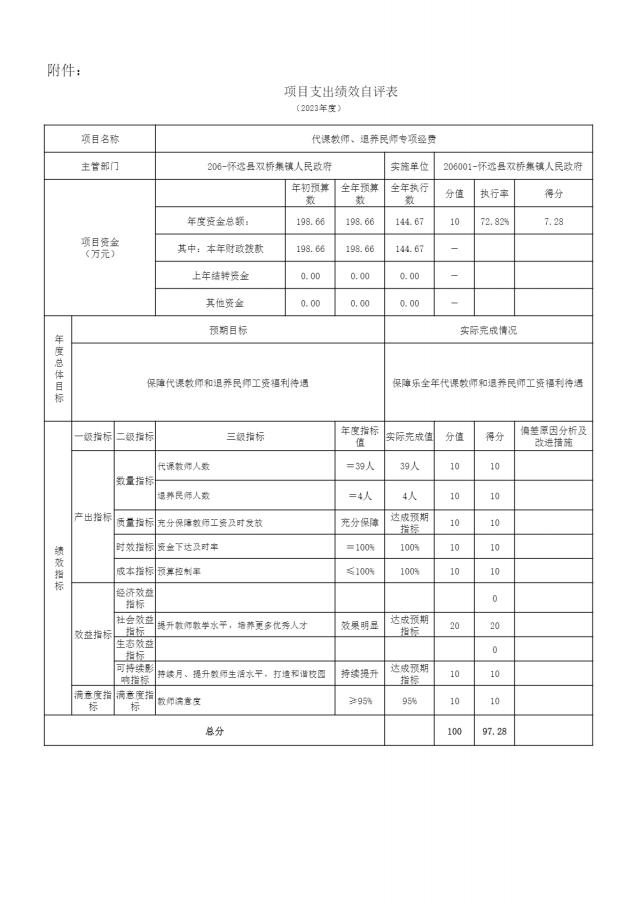 附件：
项目支出绩效自评表
（2023年度）
项目名称 代课教师、退养民师专项经费
主管部门 206-怀远县双桥集镇人民政府 实施单位 206001-怀远县双桥集镇人民政府
项目资金（万元） 年初预算数 全年预算数 全年执行数 分值 执行率 得分
年度资金总额： 198.66 198.66 144.67 10 72.82% 7.28
其中：本年财政拨款 198.66 198.66 144.67 －
上年结转资金 0.00 0.00 0.00 －
其他资金 0.00 0.00 0.00 －
年度总体目标 预期目标 实际完成情况
保障代课教师和退养民师工资福利待遇 保障乐全年代课教师和退养民师工资福利待遇
绩效指标 一级指标 二级指标 三级指标 年度指标值 实际完成值 分值 得分 偏差原因分析及改进措施
产出指标 数量指标 代课教师人数 ＝39人 39人 10 10
退养民师人数 ＝4人 4人 10 10
质量指标 充分保障教师工资及时发放 充分保障 达成预期指标 10 10
时效指标 资金下达及时率 ＝100% 100% 10 10
成本指标 预算控制率 ≤100% 100% 10 10
效益指标 经济效益指标 0
社会效益指标 提升教师教学水平，培养更多优秀人才 效果明显 达成预期指标 20 20
生态效益指标 0
可持续影响指标 持续月、提升教师生活水平，打造和谐校园 持续提升 达成预期指标 10 10
满意度指标 满意度指标 教师满意度 ≥95% 95% 10 10
总分 100 97.28